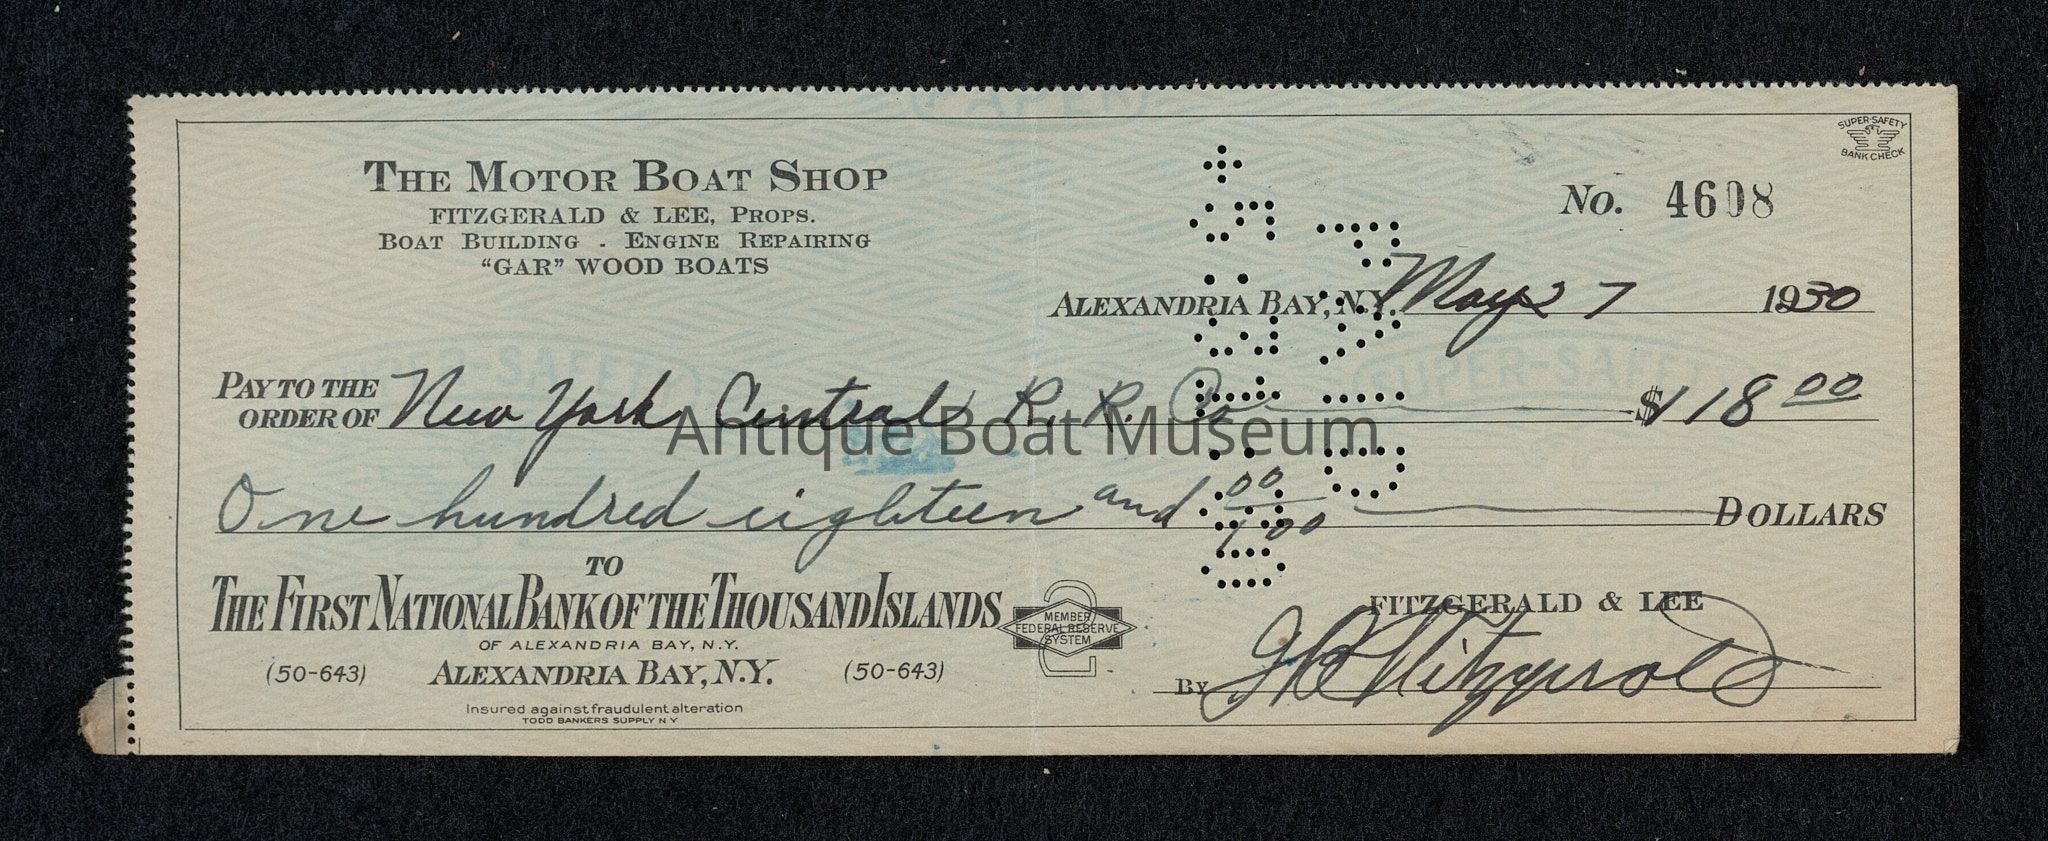 SUPER-SAFETY
BANK CHECK
THE MOTOR BOAT SHOP
FITZGERALD & LEE, PROPS.
BOAT BUILDING - ENGINE REPAIRING
"GAR" WOOD BOATS
No. 4608
ALEXANDRIA BAY, N.Y. May 27 1930
PAY TO THE
ORDER OF New York Central R. R. Co $118 00
Antique Boat Museum
One hundred eighteen and 00/100 DOLLARS
TO
THE FIRST NATIONAL BANK OF THE THOUSAND ISLANDS
OF ALEXANDRIA BAY, N.Y.
(50-643) ALEXANDRIA BAY, N.Y. (50-643)
MEMBER
FEDERAL RESERVE
SYSTEM
2
Insured against fraudulent alteration
TODD BANKERS SUPPLY N Y
FITZGERALD & LEE
By Fitzgerald